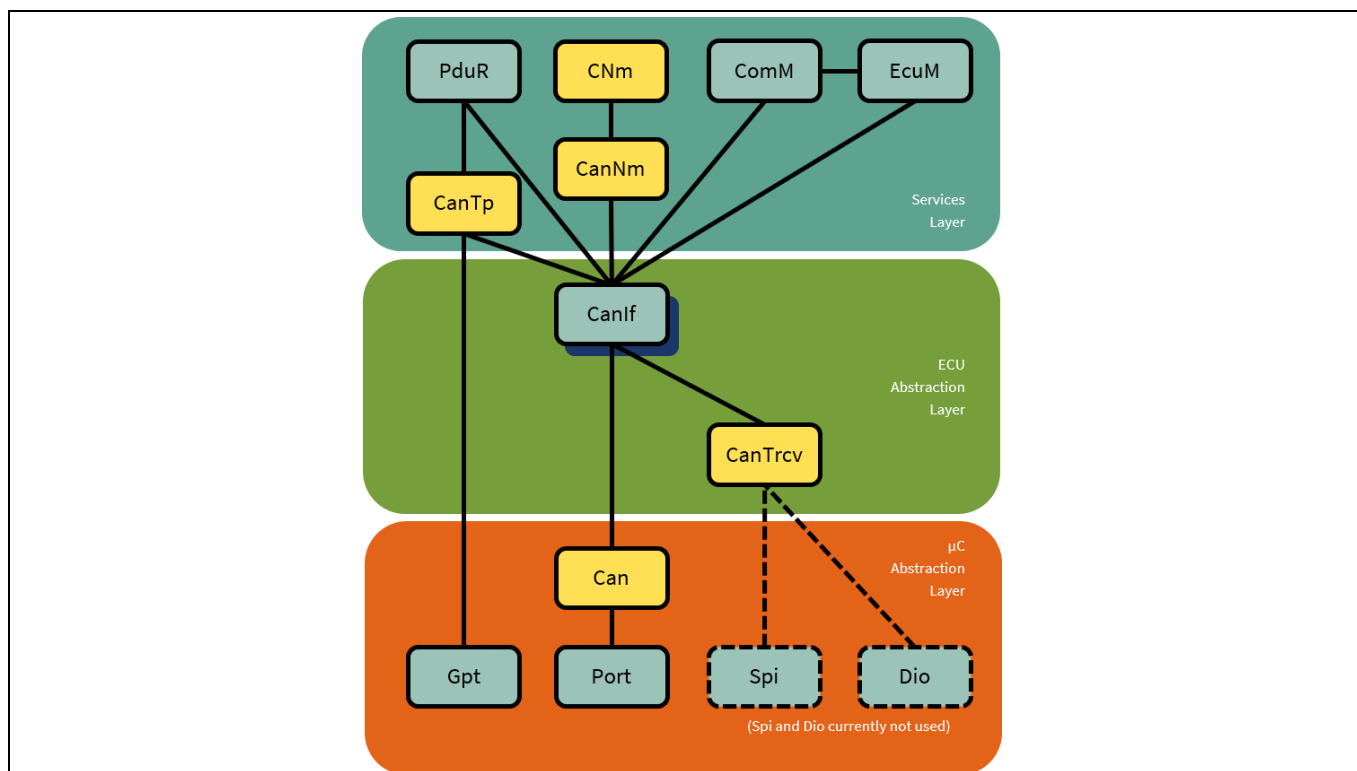 PduR
CNm
ComM
EcuM
CanNm
CanTp
Services
Layer
CanIf
ECU
Abstraction
Layer
CanTrcv
µC
Abstraction
Layer
Can
Gpt
Port
Spi
Dio
(Spi and Dio currently not used)